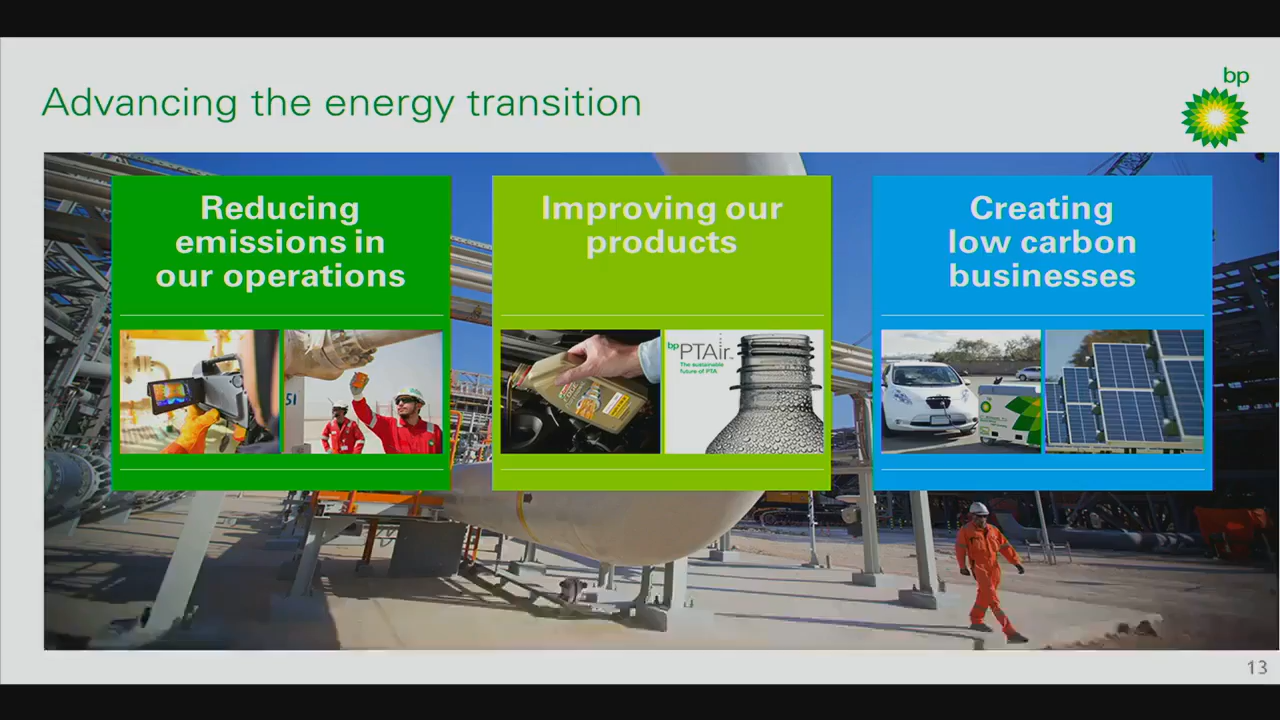 bp
Advancing the energy transition
Reducing
emissions in
our operations
Improving our
products
Creating
low carbon
businesses
bp PTAir
The sustainable
future of PTA
13